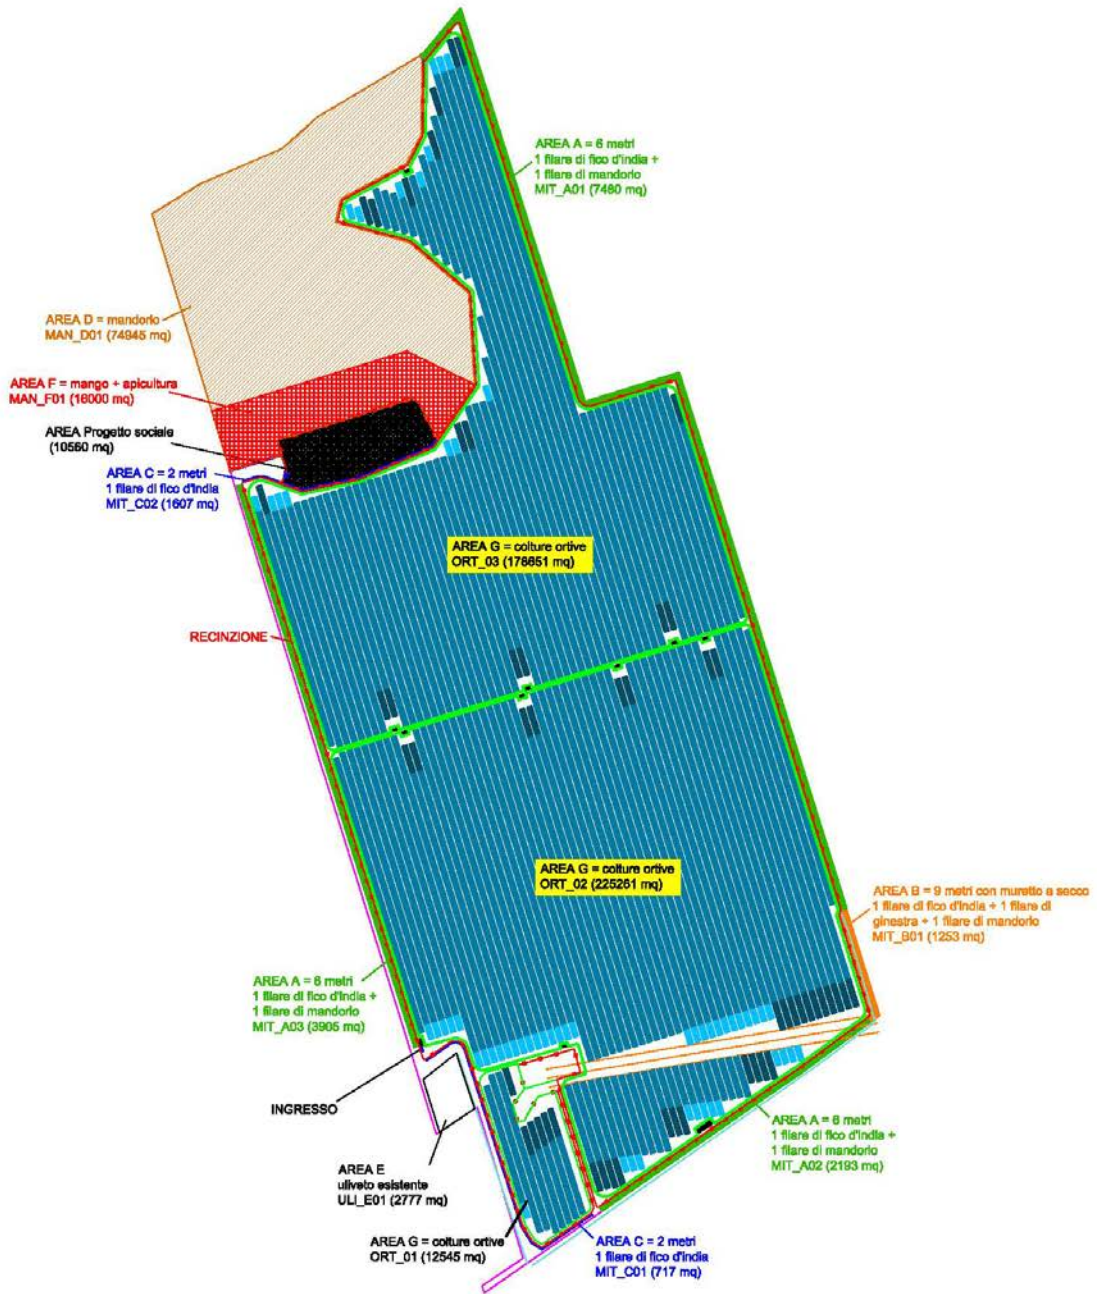 AREA A = 6 metri
1 filare di fico d'india +
1 filare di mandorlo
MIT_A01 (7460 mq)
AREA D = mandorlo
MAN_D01 (74945 mq)
AREA F = mango + apicultura
MAN_F01 (16000 mq)
AREA Progetto sociale
(10560 mq)
AREA C = 2 metri
1 filare di fico d'india
MIT_C02 (1607 mq)
AREA G = colture ortive
ORT_03 (178651 mq)
RECINZIONE
AREA G = colture ortive
ORT_02 (225261 mq)
AREA B = 9 metri con muretto a secco
1 filare di fico d'india + 1 filare di
ginestra + 1 filare di mandorlo
MIT_B01 (1253 mq)
AREA A = 6 metri
1 filare di fico d'india +
1 filare di mandorlo
MIT_A03 (3905 mq)
INGRESSO
AREA A = 6 metri
1 filare di fico d'india +
1 filare di mandorlo
MIT_A02 (2193 mq)
AREA E
uliveto esistente
ULI_E01 (2777 mq)
AREA G = colture ortive
ORT_01 (12545 mq)
AREA C = 2 metri
1 filare di fico d'india
MIT_C01 (717 mq)